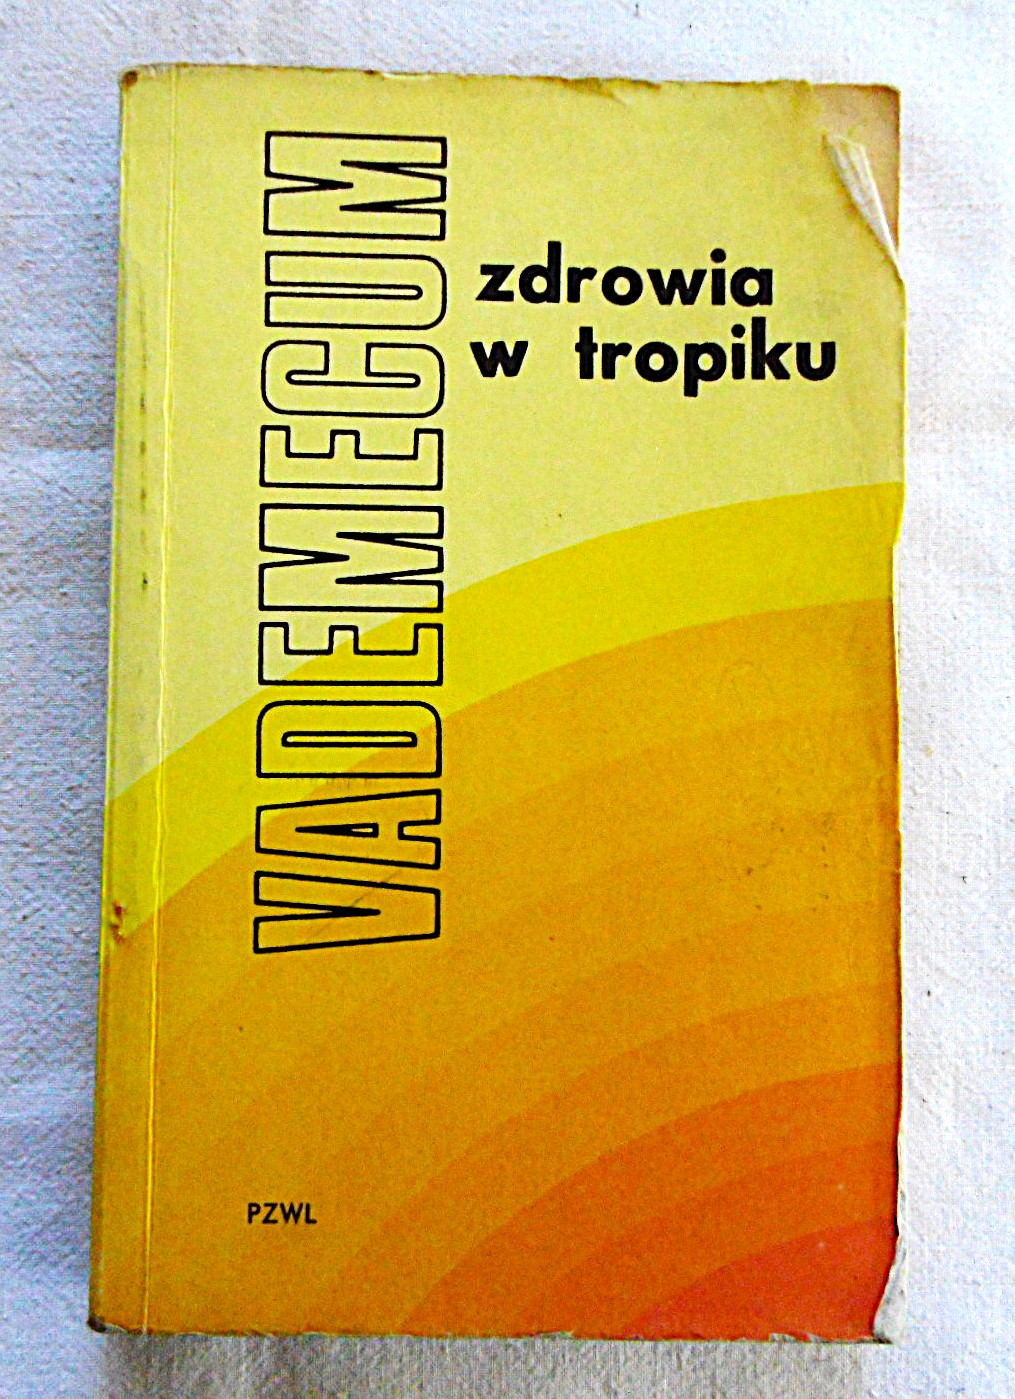 VADEMECUM
zdrowia
w tropiku
PZWL